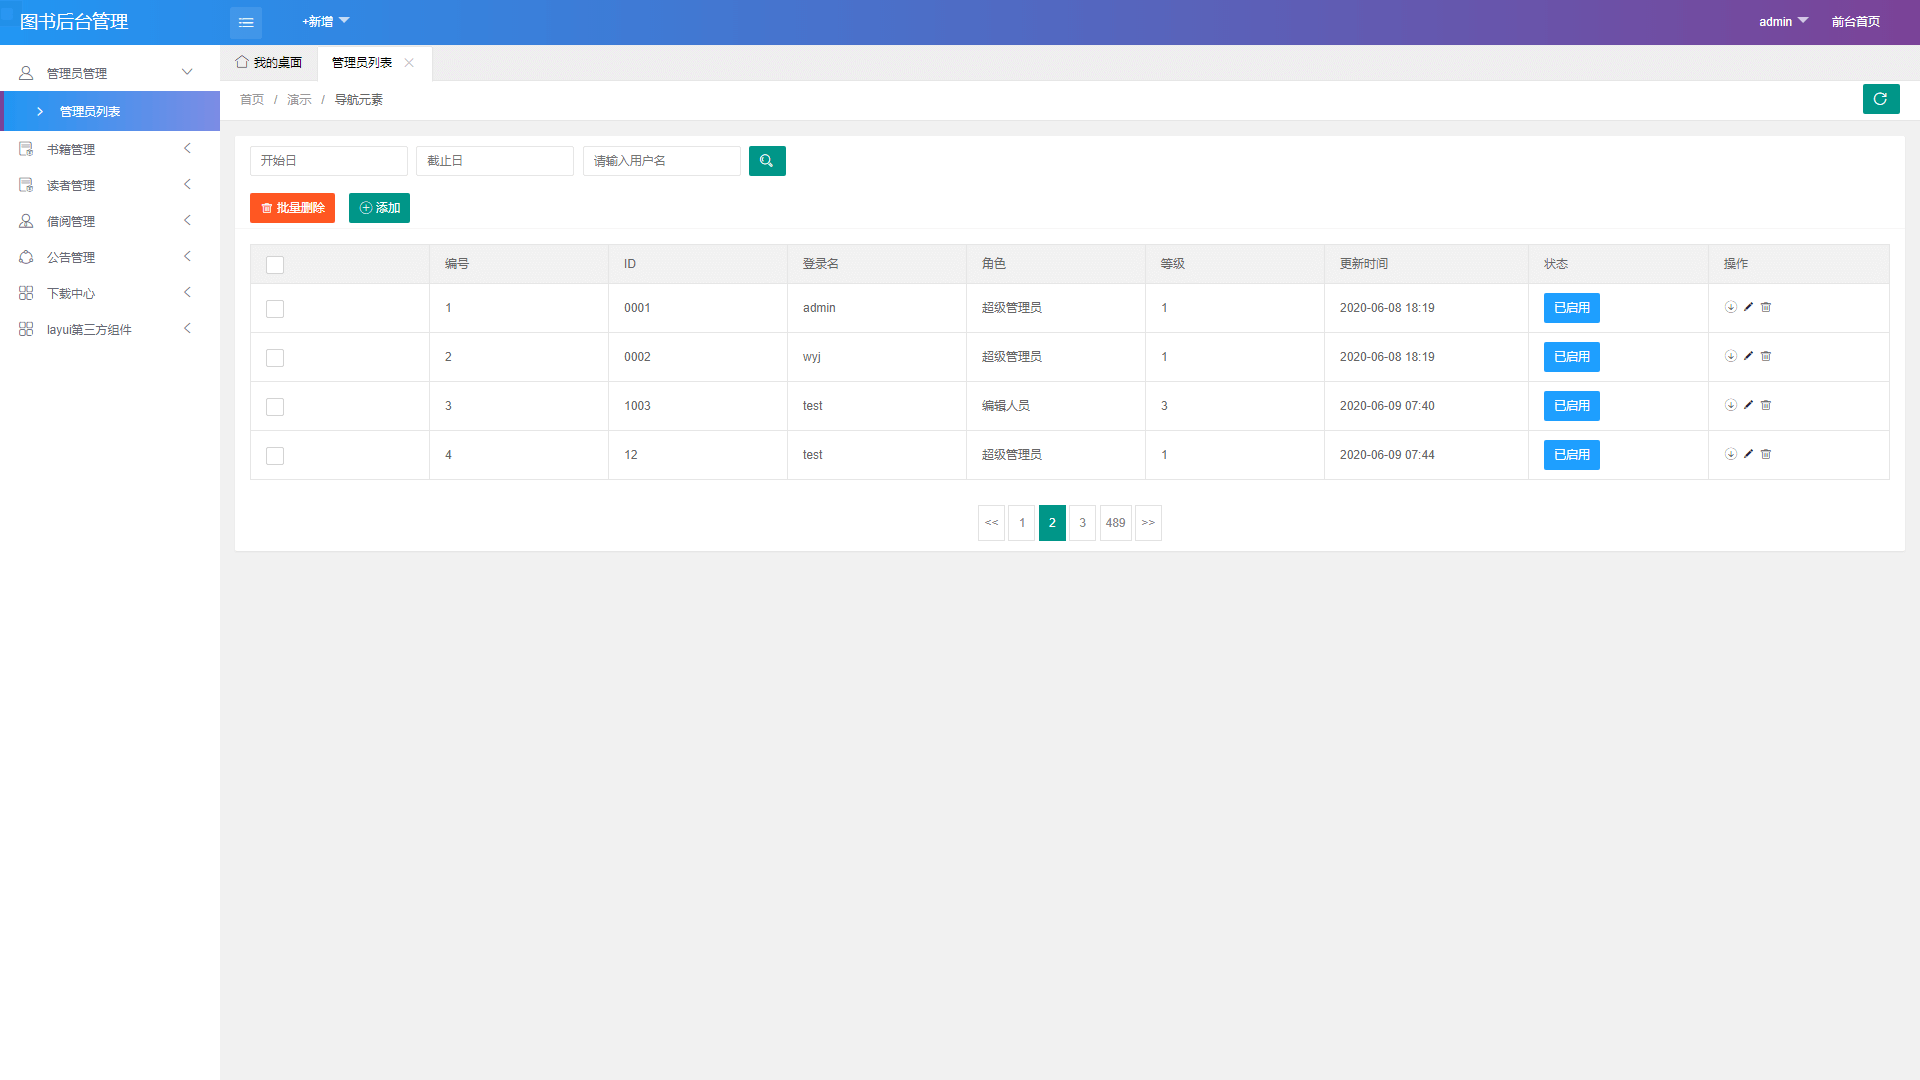 图书后台管理
+新增
admin
前台首页
管理员管理
管理员列表
书籍管理
读者管理
借阅管理
公告管理
下载中心
layui第三方组件
我的桌面
管理员列表
首页 / 演示 / 导航元素
开始日
截止日
请输入用户名
批量删除
添加
编号 ID 登录名 角色 等级 更新时间 状态 操作
1 0001 admin 超级管理员 1 2020-06-08 18:19 已启用
2 0002 wyj 超级管理员 1 2020-06-08 18:19 已启用
3 1003 test 编辑人员 3 2020-06-09 07:40 已启用
4 12 test 超级管理员 1 2020-06-09 07:44 已启用
<< 1 2 3 489 >>